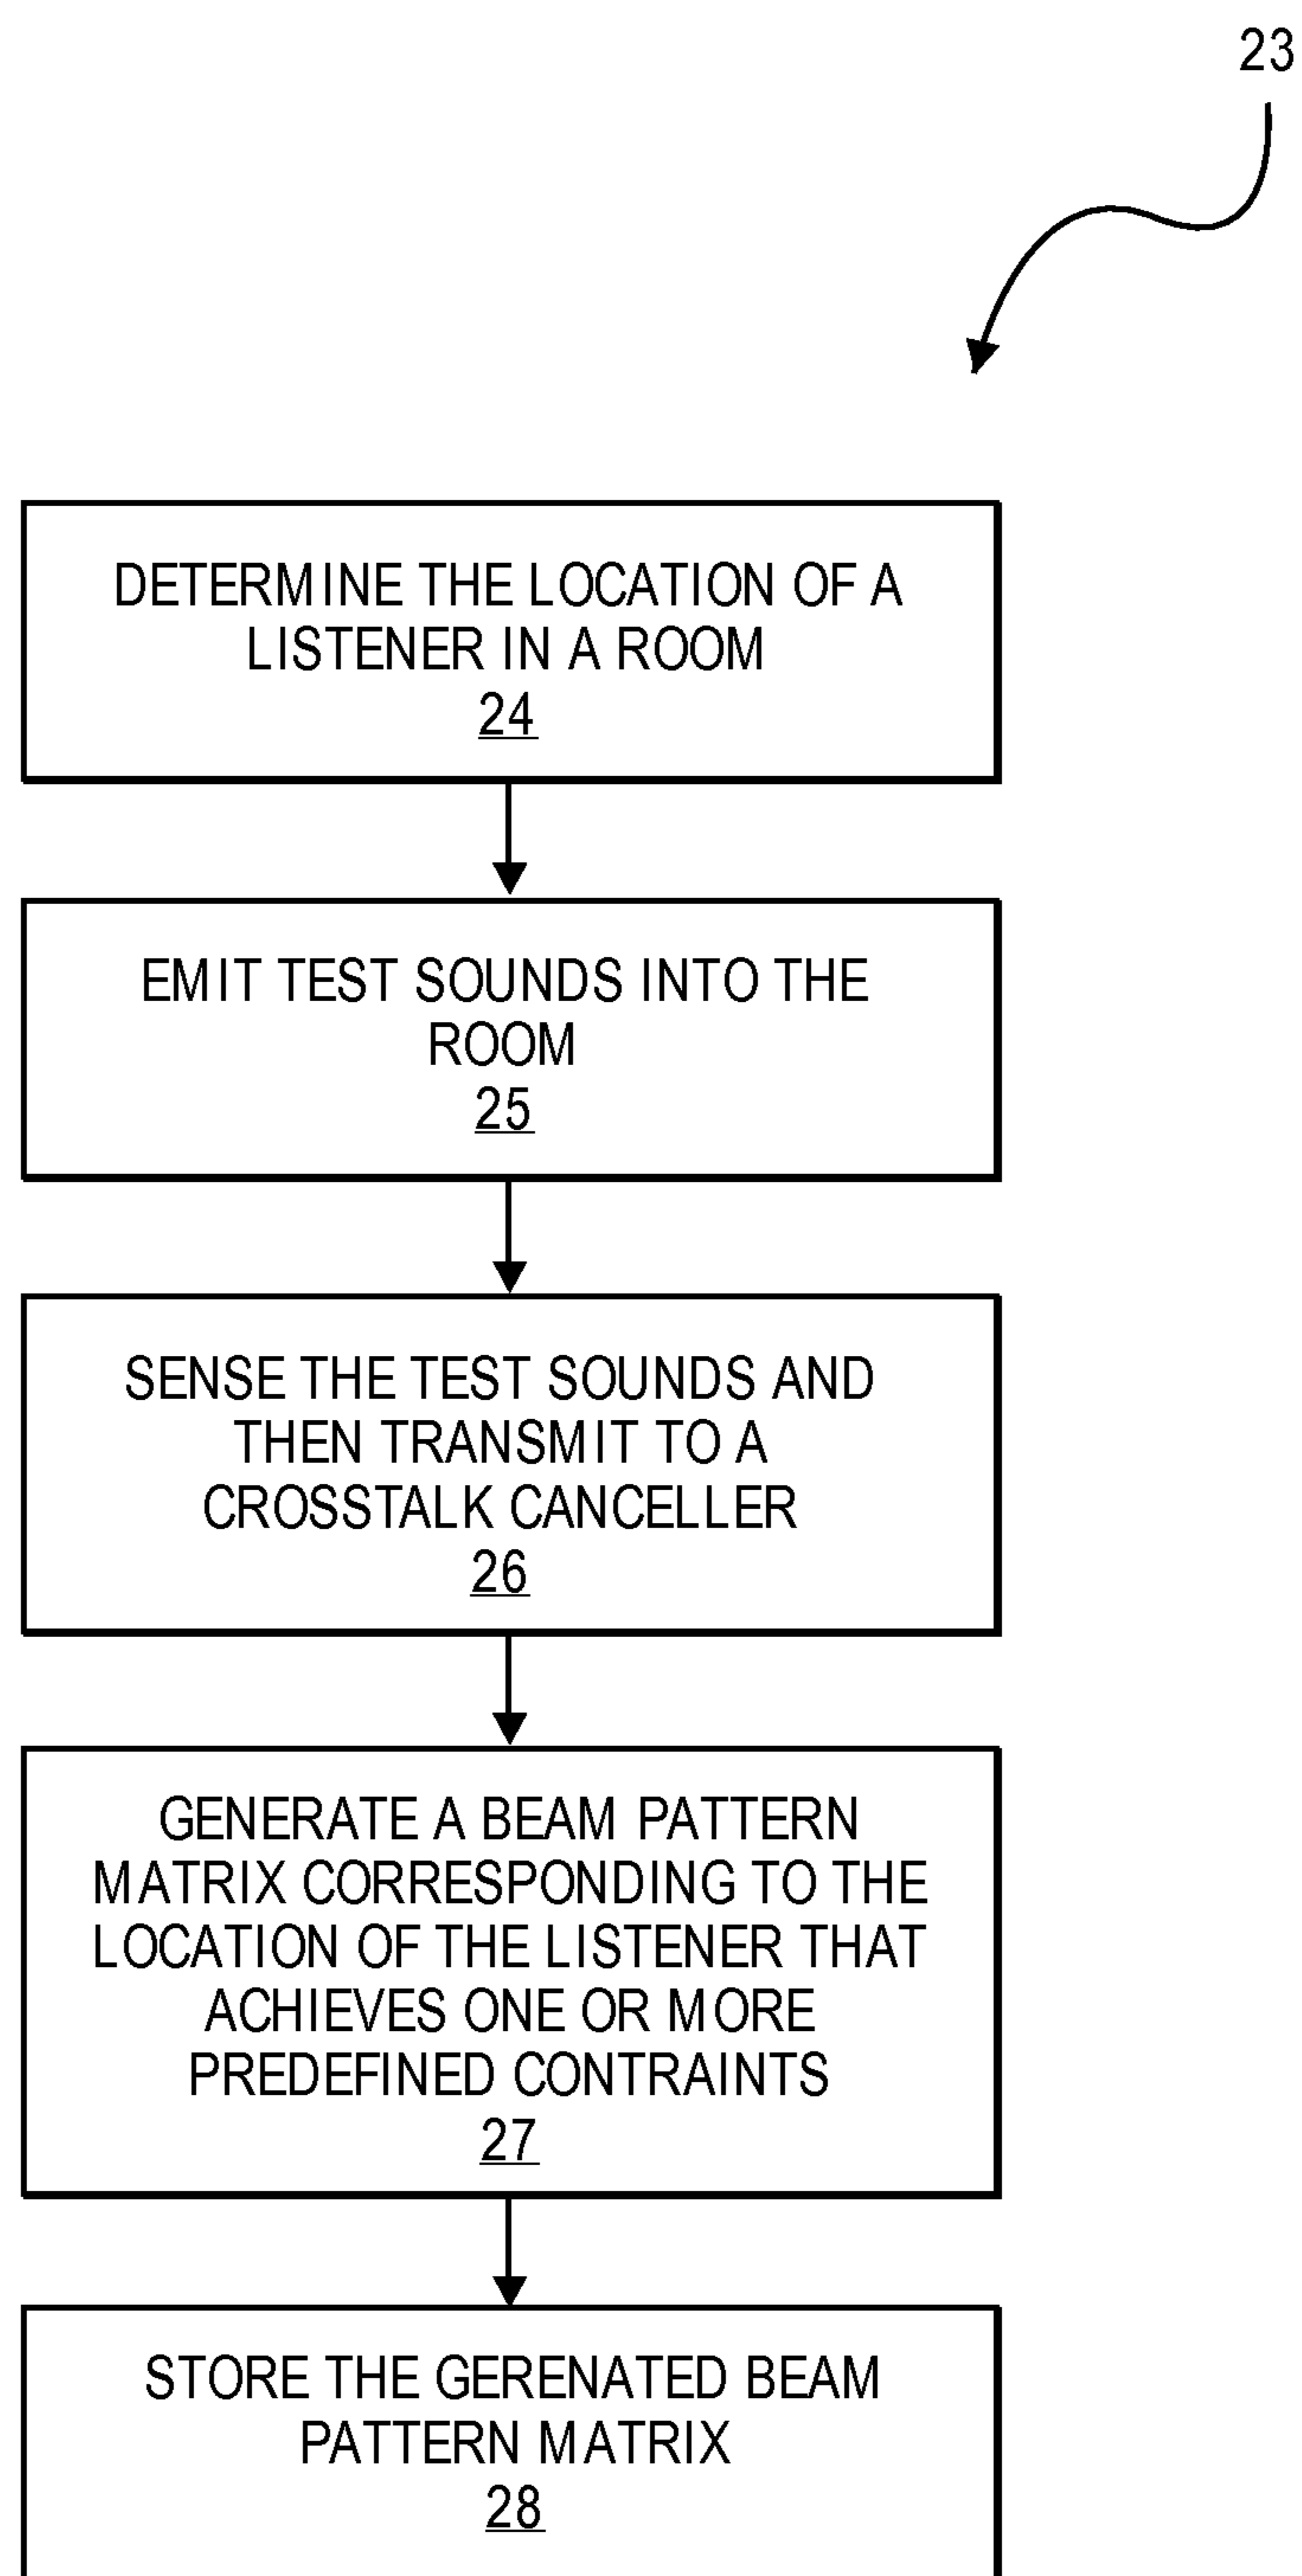 23
DETERMINE THE LOCATION OF A
LISTENER IN A ROOM
24
EMIT TEST SOUNDS INTO THE
ROOM
25
SENSE THE TEST SOUNDS AND
THEN TRANSMIT TO A
CROSSTALK CANCELLER
26
GENERATE A BEAM PATTERN
MATRIX CORRESPONDING TO THE
LOCATION OF THE LISTENER THAT
ACHIEVES ONE OR MORE
PREDEFINED CONTRAINTS
27
STORE THE GERENATED BEAM
PATTERN MATRIX
28